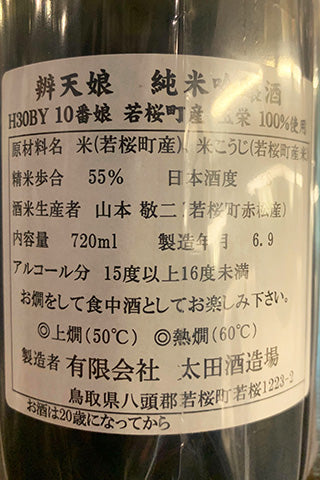 辨天娘 純米吟 酒
H30BY 10番娘 若桜町産 栄 100%使用
原材料名 米(若桜町産)、米こうじ(若桜町産米)
精米歩合 55% 日本酒度
酒米生産者 山本 敬二(若桜町赤松産)
内容量 720ml 製造年月 6.9
アルコール分 15度以上16度未満
お燗をして食中酒としてお楽しみ下さい。
◎上燗(50℃) ◎熱燗(60℃)
製造者 有限会社 太田酒造場
鳥取県八頭郡若桜町若桜1223-2
お酒は20歳になってから